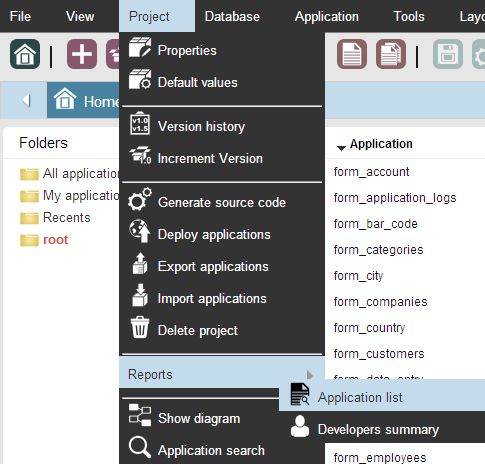 File View Project Database Application Tools Layo
Properties
Default values
Home
Version history
Increment Version
Generate source code
Deploy applications
Export applications
Import applications
Delete project
Reports
Show diagram
Application search
Application list
Developers summary
Folders
All application
My application
Recents
root
Application
form_account
form_application_logs
form_bar_code
form_categories
form_city
form_companies
form_country
form_customers
form_data_entry
form_employees